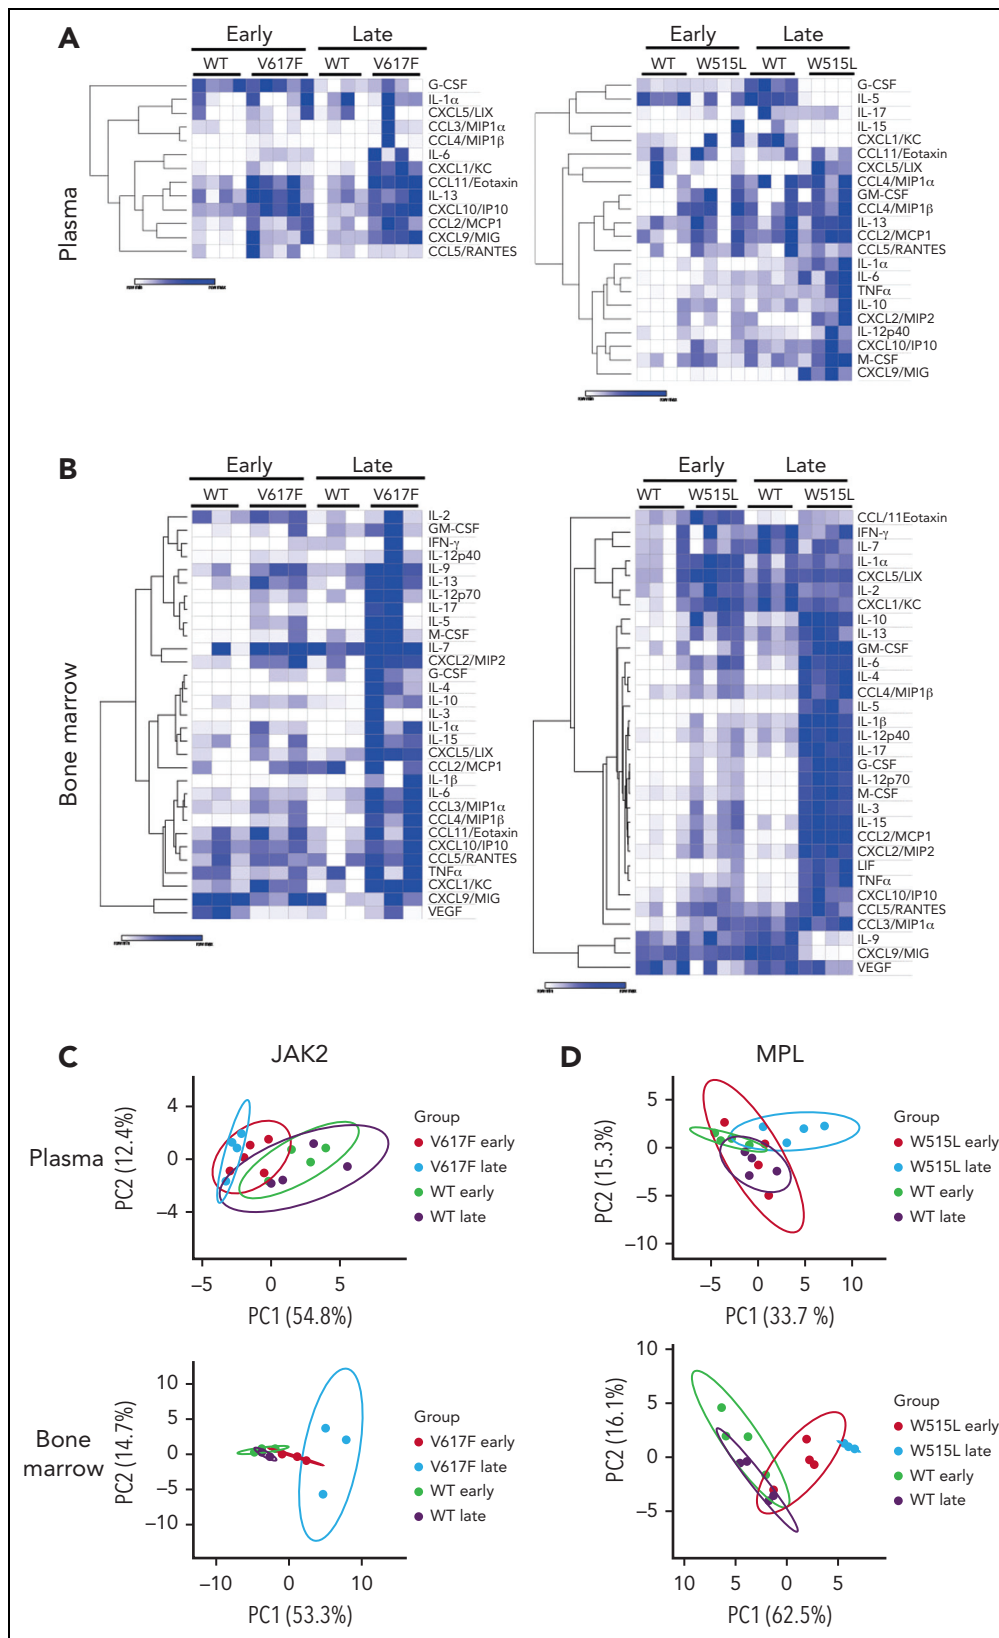 A
Early Late
WT V617F WT V617F
Plasma
G-CSF
IL-1α
CXCL5/LIX
CCL3/MIP1α
CCL4/MIP1β
IL-6
CXCL1/KC
CCL11/Eotaxin
IL-13
CXCL10/IP10
CCL2/MCP1
CXCL9/MIG
CCL5/RANTES
Early Late
WT W515L WT W515L
G-CSF
IL-5
IL-17
IL-15
CXCL1/KC
CCL11/Eotaxin
CXCL5/LIX
CCL4/MIP1α
GM-CSF
CCL4/MIP1β
IL-13
CCL2/MCP1
CCL5/RANTES
IL-1α
IL-6
TNFα
IL-10
CXCL2/MIP2
IL-12p40
CXCL10/IP10
M-CSF
CXCL9/MIG
B
Early Late
WT V617F WT V617F
Bone marrow
IL-2
GM-CSF
IFN-γ
IL-12p40
IL-9
IL-13
IL-12p70
IL-17
IL-5
M-CSF
IL-7
CXCL2/MIP2
G-CSF
IL-4
IL-10
IL-3
IL-1α
IL-15
CXCL5/LIX
CCL2/MCP1
IL-1β
IL-6
CCL3/MIP1α
CCL4/MIP1β
CCL11/Eotaxin
CXCL10/IP10
CCL5/RANTES
TNFα
CXCL1/KC
CXCL9/MIG
VEGF
Early Late
WT W515L WT W515L
CCL/11Eotaxin
IFN-γ
IL-7
IL-1α
CXCL5/LIX
IL-2
CXCL1/KC
IL-10
IL-13
GM-CSF
IL-6
IL-4
CCL4/MIP1β
IL-5
IL-1β
IL-12p40
IL-17
G-CSF
IL-12p70
M-CSF
IL-3
IL-15
CCL2/MCP1
CXCL2/MIP2
LIF
TNFα
CXCL10/IP10
CCL5/RANTES
CCL3/MIP1α
IL-9
CXCL9/MIG
VEGF
C
JAK2
Plasma
PC2 (12.4%)
4
0
−4
−5 0 5
PC1 (54.8%)
Group
V617F early
V617F late
WT early
WT late
Bone
marrow
PC2 (14.7%)
10
5
0
−5
−10
−10 0 10
PC1 (53.3%)
Group
V617F early
V617F late
WT early
WT late
D
MPL
PC2 (15.3%)
5
0
−5
−10
−5 0 5 10
PC1 (33.7 %)
Group
W515L early
W515L late
WT early
WT late
PC2 (16.1%)
10
5
0
−5
10 5 0 5
PC1 (62.5%)
Group
W515L early
W515L late
WT early
WT late